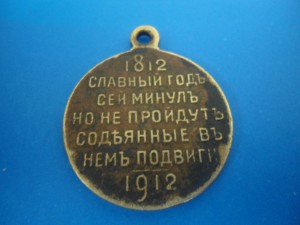 1812
СЛАВНЫЙ ГОДЪ
СЕЙ МИНУЛЪ
НО НЕ ПРОЙДУТЪ
СОДѢЯННЫЕ ВЪ
НЕМЪ ПОДВИГИ
1912